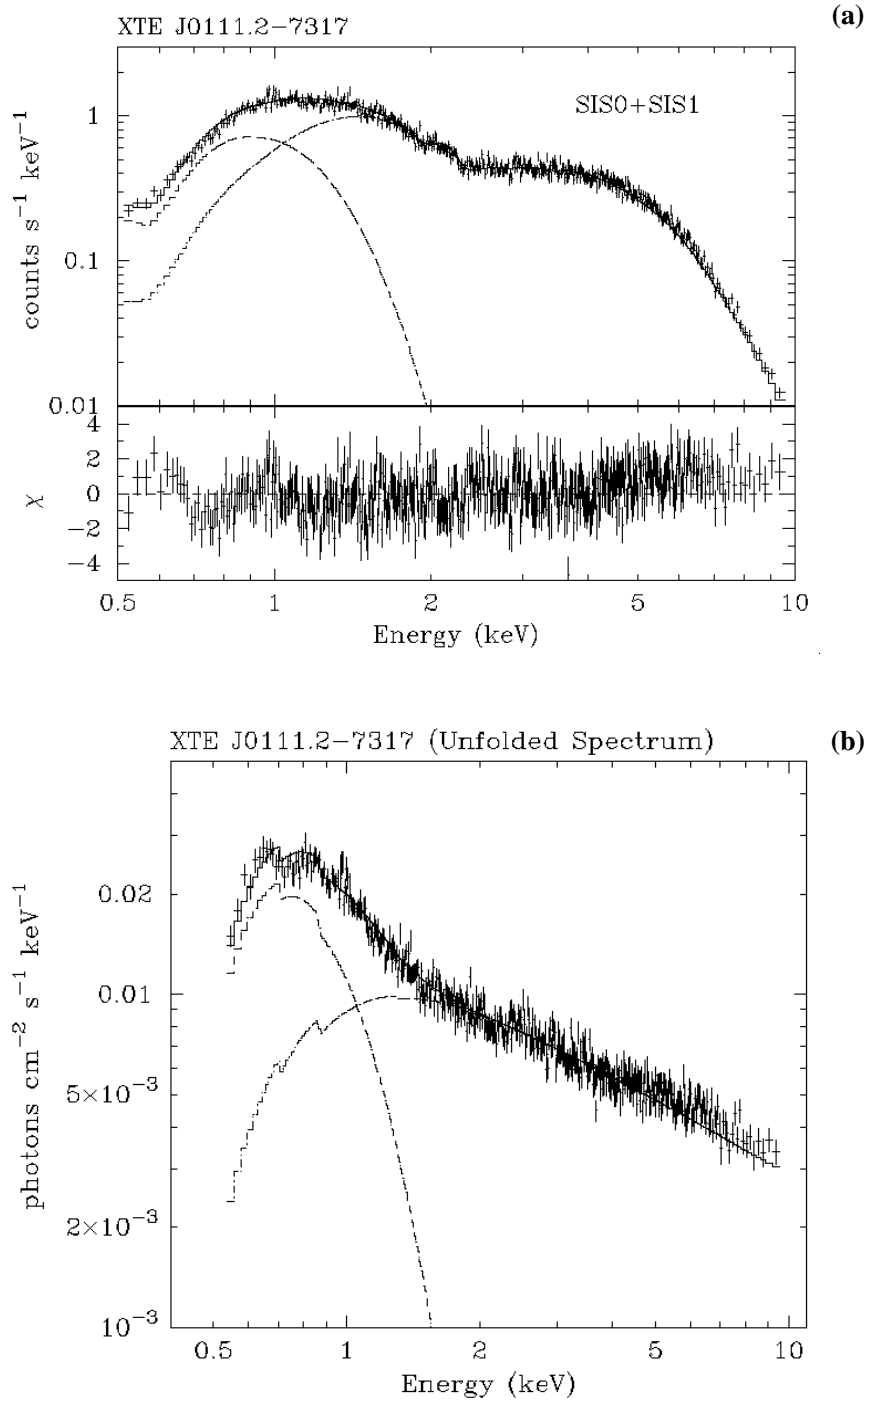 (a)
XTE J0111.2−7317
SIS0+SIS1
counts s⁻¹ keV⁻¹
1
0.1
0.01
χ
4
2
0
−2
−4
0.5 1 2 5 10
Energy (keV)
XTE J0111.2−7317 (Unfolded Spectrum)
(b)
photons cm⁻² s⁻¹ keV⁻¹
0.02
0.01
5×10⁻³
2×10⁻³
10⁻³
0.5 1 2 5 10
Energy (keV)